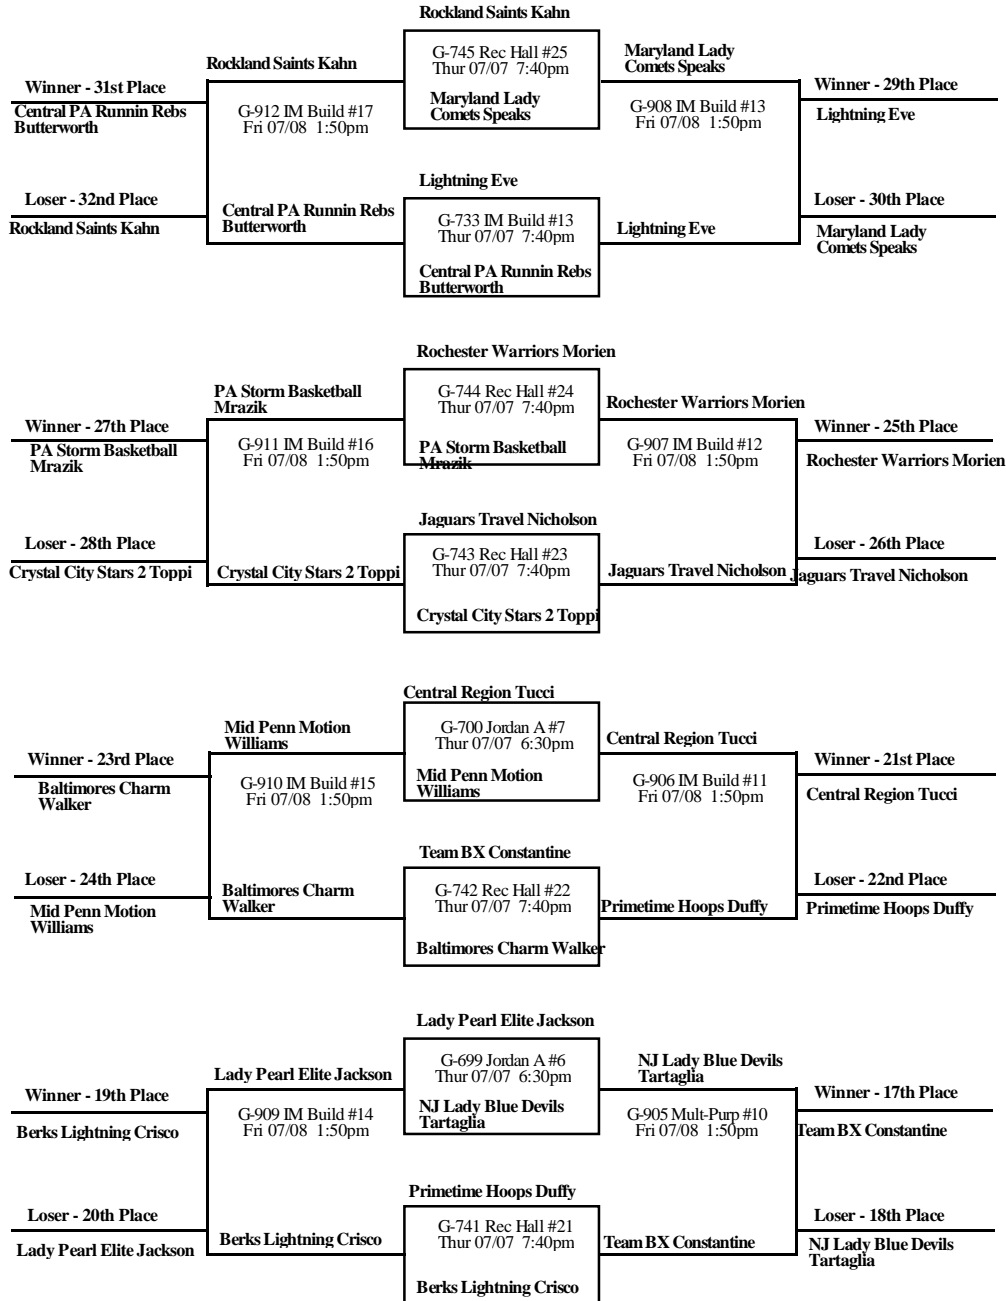 Rockland Saints Kahn
G-745 Rec Hall #25
Thur 07/07 7:40pm
Maryland Lady
Comets Speaks
Rockland Saints Kahn
Maryland Lady
Comets Speaks
Winner - 31st Place
Central PA Runnin Rebs
Butterworth
G-912 IM Build #17
Fri 07/08 1:50pm
G-908 IM Build #13
Fri 07/08 1:50pm
Winner - 29th Place
Lightning Eve
Lightning Eve
G-733 IM Build #13
Thur 07/07 7:40pm
Central PA Runnin Rebs
Butterworth
Loser - 32nd Place
Rockland Saints Kahn
Central PA Runnin Rebs
Butterworth
Lightning Eve
Loser - 30th Place
Maryland Lady
Comets Speaks
Rochester Warriors Morien
G-744 Rec Hall #24
Thur 07/07 7:40pm
PA Storm Basketball
Mrazik
PA Storm Basketball
Mrazik
Rochester Warriors Morien
Winner - 27th Place
PA Storm Basketball
Mrazik
G-911 IM Build #16
Fri 07/08 1:50pm
G-907 IM Build #12
Fri 07/08 1:50pm
Winner - 25th Place
Rochester Warriors Morien
Jaguars Travel Nicholson
G-743 Rec Hall #23
Thur 07/07 7:40pm
Crystal City Stars 2 Toppi
Loser - 28th Place
Crystal City Stars 2 Toppi
Crystal City Stars 2 Toppi
Jaguars Travel Nicholson
Loser - 26th Place
Jaguars Travel Nicholson
Central Region Tucci
G-700 Jordan A #7
Thur 07/07 6:30pm
Mid Penn Motion
Williams
Mid Penn Motion
Williams
Central Region Tucci
Winner - 23rd Place
Baltimores Charm
Walker
G-910 IM Build #15
Fri 07/08 1:50pm
G-906 IM Build #11
Fri 07/08 1:50pm
Winner - 21st Place
Central Region Tucci
Team BX Constantine
G-742 Rec Hall #22
Thur 07/07 7:40pm
Baltimores Charm Walker
Loser - 24th Place
Mid Penn Motion
Williams
Baltimores Charm
Walker
Primetime Hoops Duffy
Loser - 22nd Place
Primetime Hoops Duffy
Lady Pearl Elite Jackson
G-699 Jordan A #6
Thur 07/07 6:30pm
NJ Lady Blue Devils
Tartaglia
Lady Pearl Elite Jackson
NJ Lady Blue Devils
Tartaglia
Winner - 19th Place
Berks Lightning Crisco
G-909 IM Build #14
Fri 07/08 1:50pm
G-905 Mult-Purp #10
Fri 07/08 1:50pm
Winner - 17th Place
Team BX Constantine
Primetime Hoops Duffy
G-741 Rec Hall #21
Thur 07/07 7:40pm
Berks Lightning Crisco
Loser - 20th Place
Lady Pearl Elite Jackson
Berks Lightning Crisco
Team BX Constantine
Loser - 18th Place
NJ Lady Blue Devils
Tartaglia